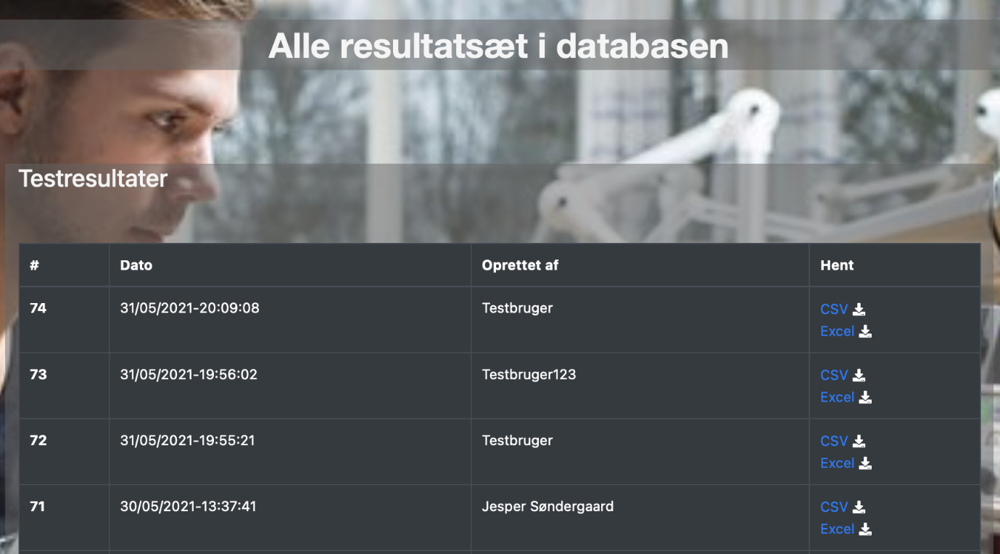 Alle resultatsæt i databasen
Testresultater
# Dato Oprettet af Hent
74 31/05/2021-20:09:08 Testbruger CSV
Excel
73 31/05/2021-19:56:02 Testbruger123 CSV
Excel
72 31/05/2021-19:55:21 Testbruger CSV
Excel
71 30/05/2021-13:37:41 Jesper Søndergaard CSV
Excel